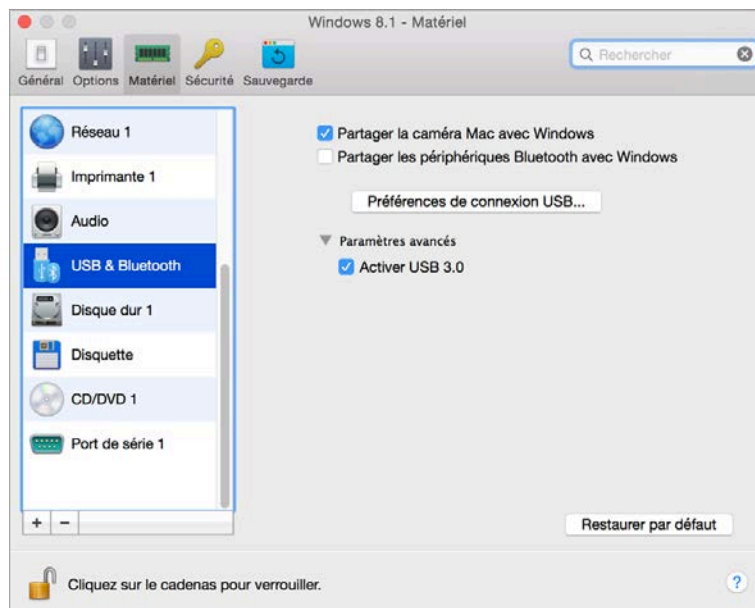 Windows 8.1 - Matériel
Général Options Matériel Sécurité Sauvegarde
Rechercher
Réseau 1
Imprimante 1
Audio
USB & Bluetooth
Disque dur 1
Disquette
CD/DVD 1
Port de série 1
+ −
Partager la caméra Mac avec Windows
Partager les périphériques Bluetooth avec Windows
Préférences de connexion USB...
Paramètres avancés
Activer USB 3.0
Restaurer par défaut
Cliquez sur le cadenas pour verrouiller.
?